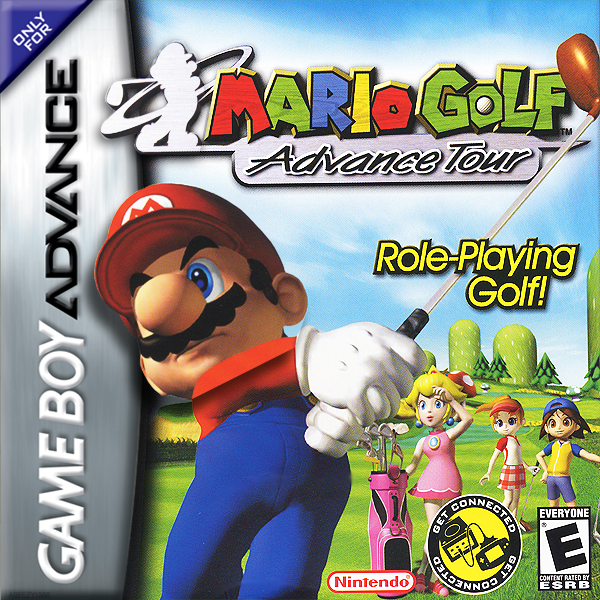 ONLY
FOR
GAME BOY ADVANCE
MARIO GOLF
™
Advance Tour
Role-Playing
Golf!
M
GET CONNECTED
GET CONNECTED
Nintendo®
EVERYONE
E
®
CONTENT RATED BY
ESRB